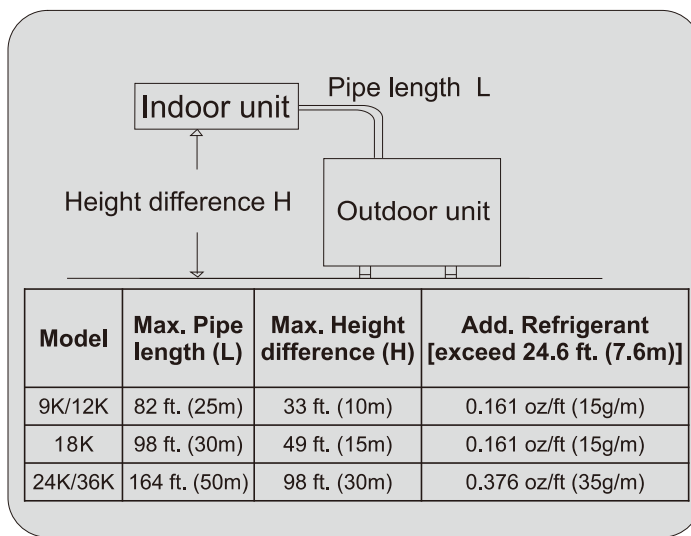 Pipe length L
Indoor unit
Height difference H
Outdoor unit
Model Max. Pipe length (L) Max. Height difference (H) Add. Refrigerant [exceed 24.6 ft. (7.6m)]
9K/12K 82 ft. (25m) 33 ft. (10m) 0.161 oz/ft (15g/m)
18K 98 ft. (30m) 49 ft. (15m) 0.161 oz/ft (15g/m)
24K/36K 164 ft. (50m) 98 ft. (30m) 0.376 oz/ft (35g/m)